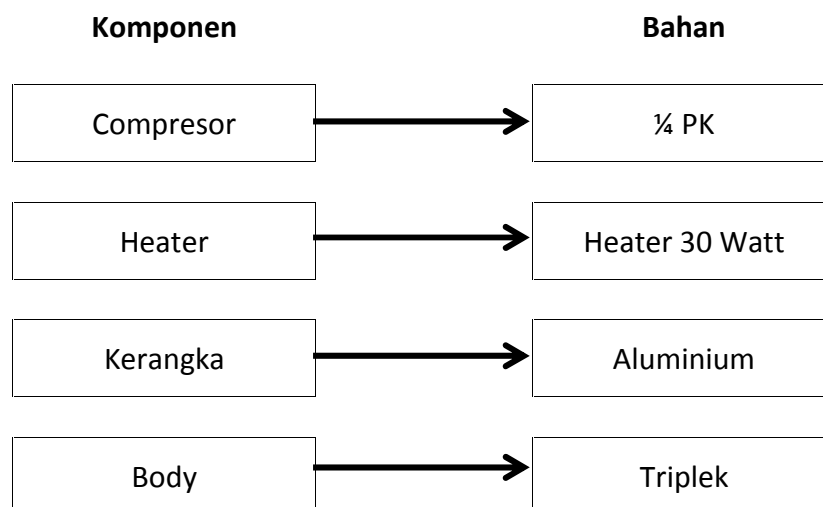 Komponen Bahan
Compresor ¼ PK
Heater Heater 30 Watt
Kerangka Aluminium
Body Triplek